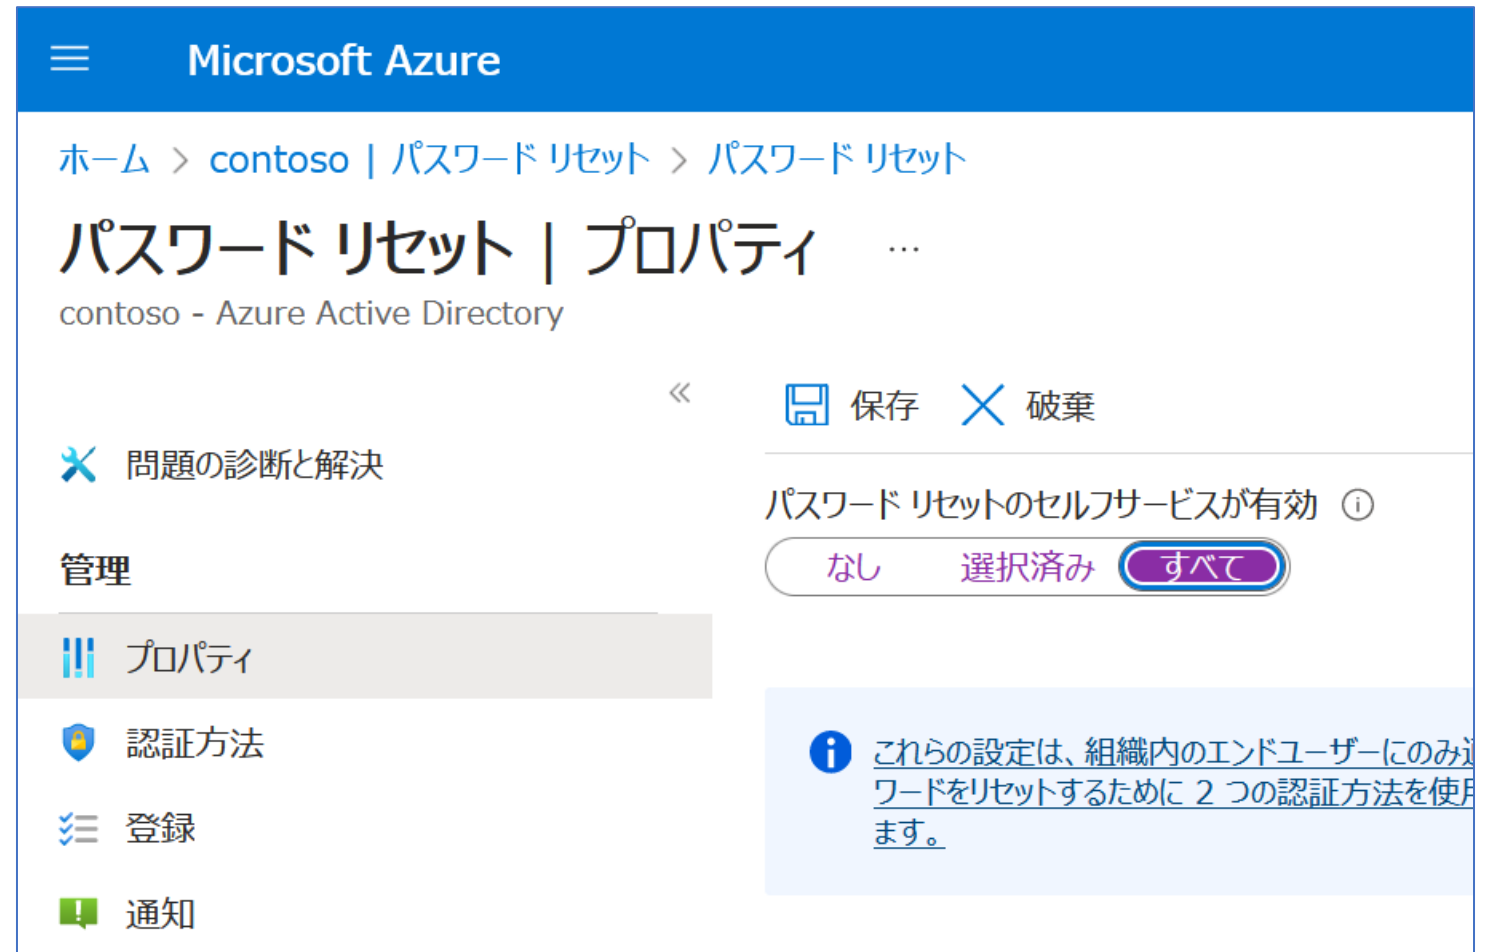 Microsoft Azure
ホーム > contoso | パスワード リセット > パスワード リセット
パスワード リセット | プロパティ ...
contoso - Azure Active Directory
«
保存 破棄
問題の診断と解決
パスワード リセットのセルフサービスが有効
なし 選択済み すべて
管理
プロパティ
認証方法
登録
通知
これらの設定は、組織内のエンドユーザーにのみ
ワードをリセットするために 2 つの認証方法を使
ます。